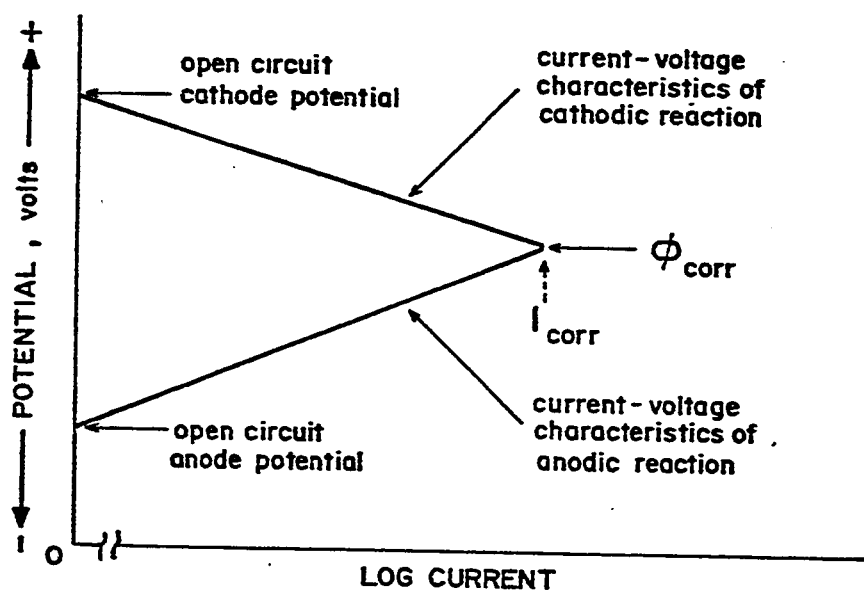 +
POTENTIAL, volts
-
open circuit
cathode potential
current-voltage
characteristics of
cathodic reaction
ϕcorr
Icorr
open circuit
anode potential
current-voltage
characteristics of
anodic reaction
O
LOG CURRENT